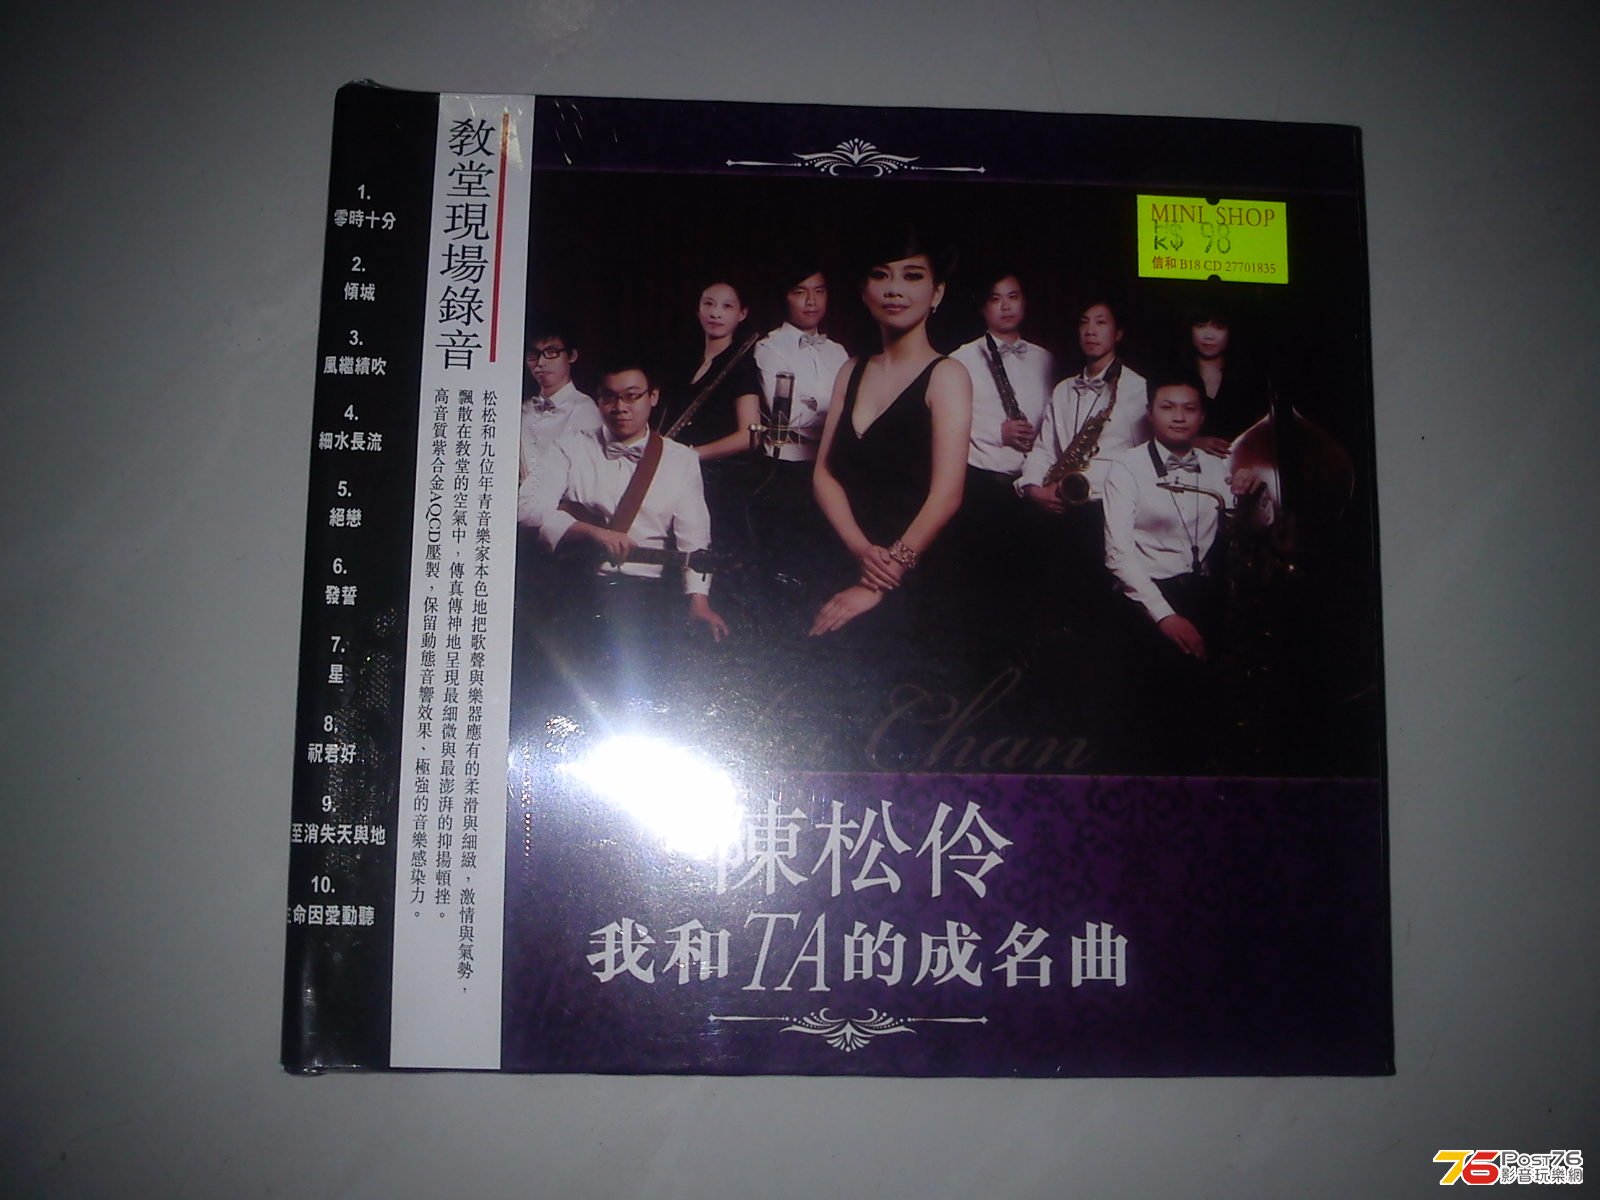 1.
零時十分
2.
傾城
3.
風繼續吹
4.
細水長流
5.
絕戀
6.
發誓
7.
星
8.
祝君好
9.
至消失天與地
10.
命因愛動聽
教堂現場錄音
松松和九位年青音樂家本色地把歌聲與樂器應有的柔滑與細緻，激情與氣勢，
飄散在教堂的空氣中，傳真傳神地呈現最細微與最澎湃的抑揚頓挫。
高音質紫合金AQCD壓製，保留動態音響效果、極強的音樂感染力。
MINI SHOP
HK$ 98
信和 B18 CD 27701835
Chan
陳松伶
我和TA的成名曲
76 Post76
影音玩樂網